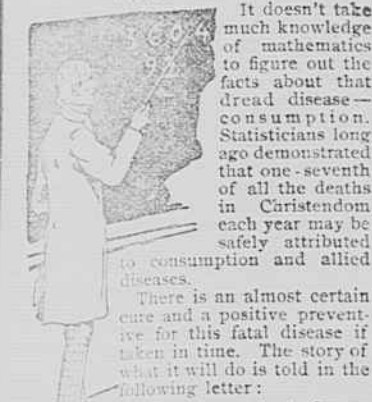 It doesn't take
much knowledge
of mathematics
to figure out the
facts about that
dread disease—
consumption.
Statisticians long
ago demonstrated
that one-seventh
of all the deaths
in Christendom
each year may be
safely attributed
to consumption and allied
diseases.
There is an almost certain
cure and a positive prevent-
ive for this fatal disease if
taken in time. The story of
what it will do is told in the
following letter: